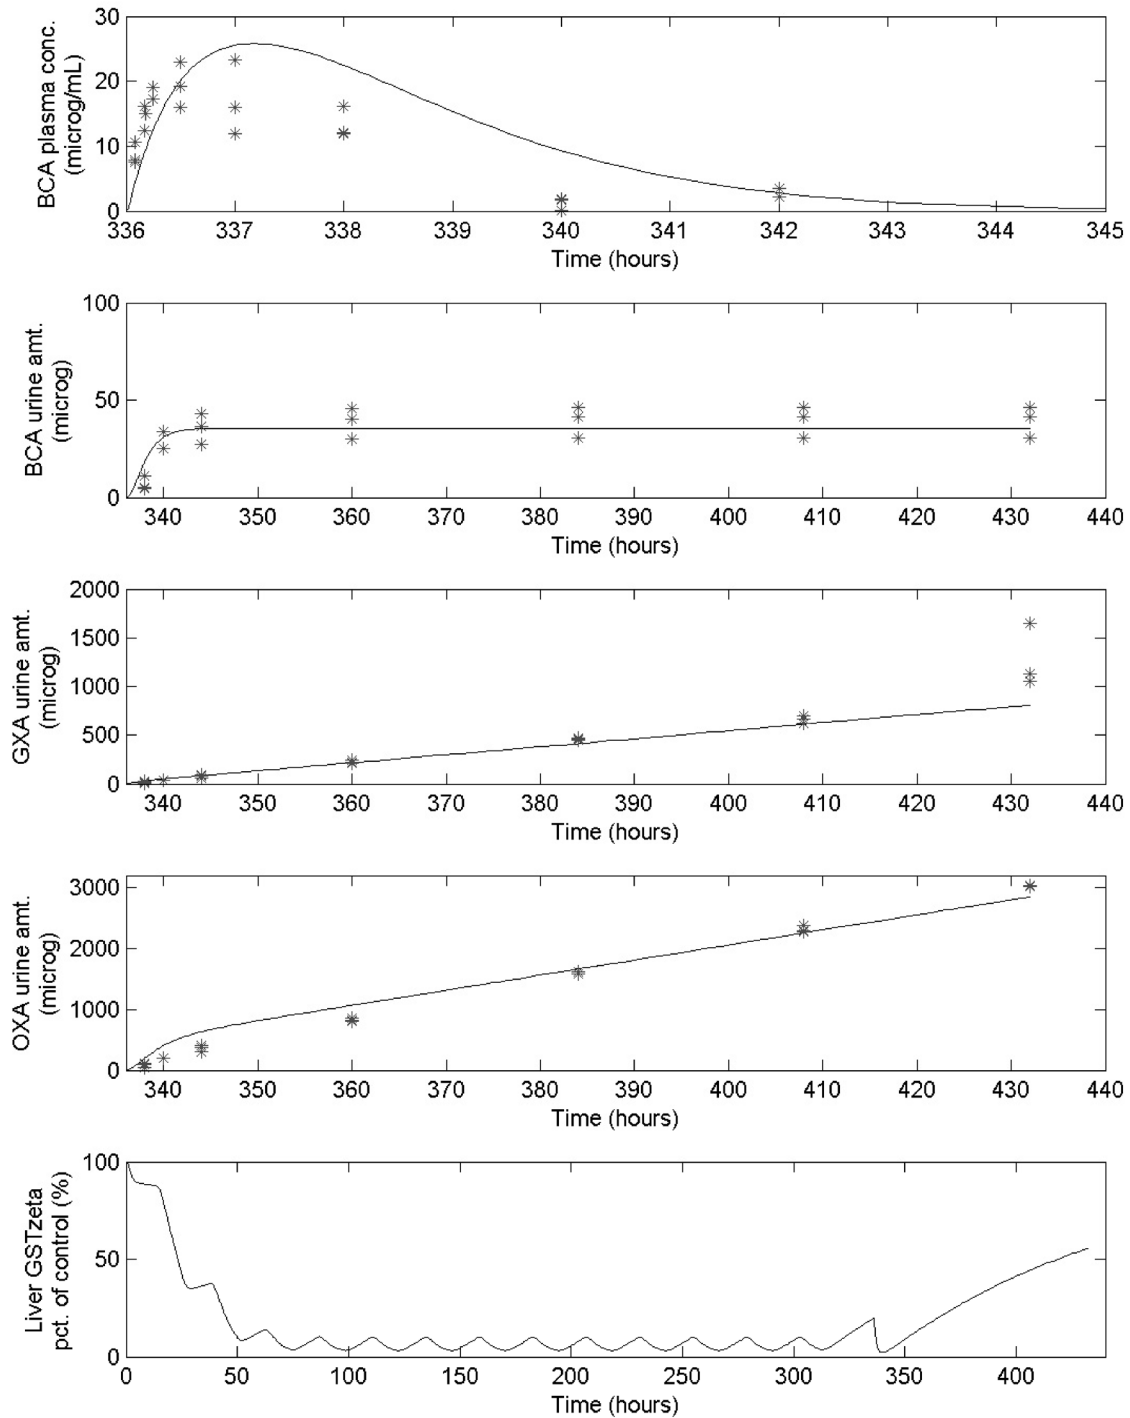 BCA plasma conc.
(microg/mL)
30
20
10
0
336 337 338 339 340 341 342 343 344 345
Time (hours)
BCA urine amt.
(microg)
100
50
0
340 350 360 370 380 390 400 410 420 430 440
Time (hours)
GXA urine amt.
(microg)
2000
1500
1000
500
0
340 350 360 370 380 390 400 410 420 430 440
Time (hours)
OXA urine amt.
(microg)
3000
2000
1000
0
340 350 360 370 380 390 400 410 420 430 440
Time (hours)
Liver GSTzeta
pct. of control (%)
100
50
0
0 50 100 150 200 250 300 350 400
Time (hours)